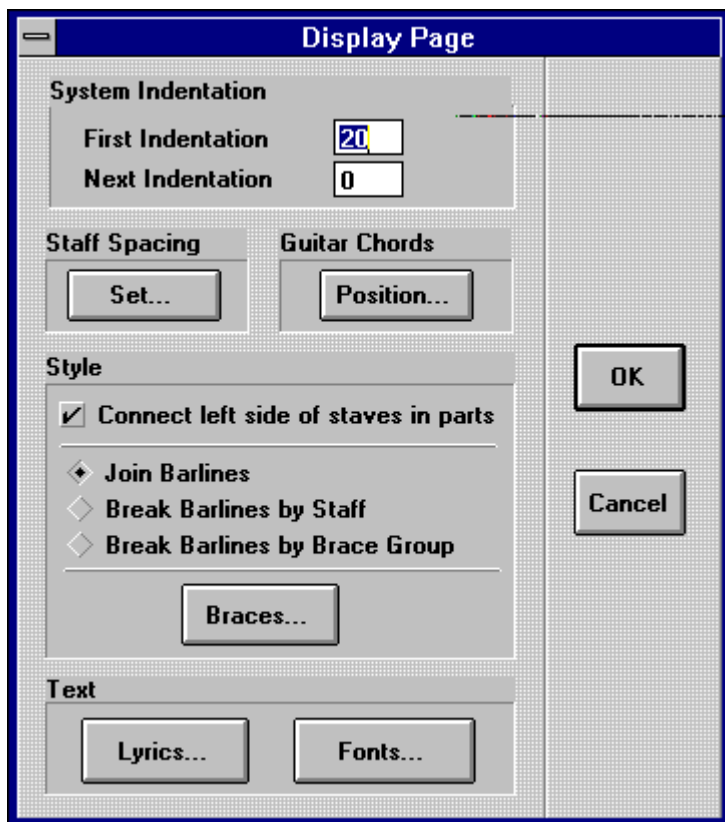 Display Page
System Indentation
First Indentation 20
Next Indentation 0
Staff Spacing Guitar Chords
Set... Position...
Style
Connect left side of staves in parts
Join Barlines
Break Barlines by Staff
Break Barlines by Brace Group
Braces...
Text
Lyrics... Fonts...
OK
Cancel